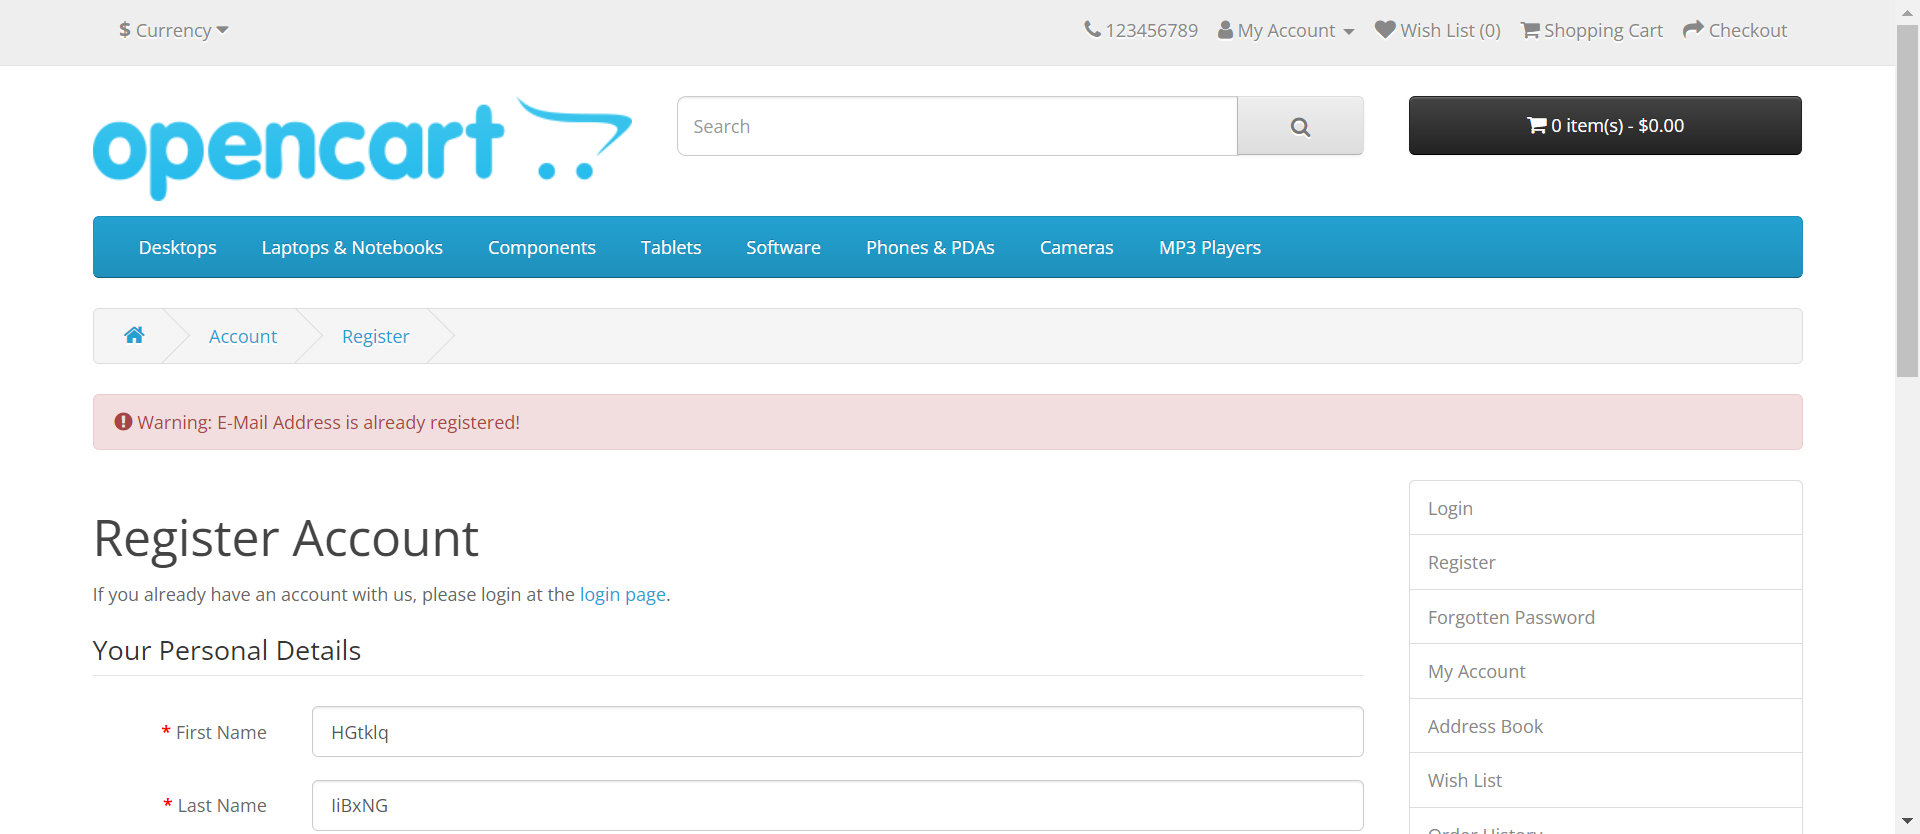 $ Currency
123456789 My Account Wish List (0) Shopping Cart Checkout
opencart
Search
0 item(s) - $0.00
Desktops Laptops & Notebooks Components Tablets Software Phones & PDAs Cameras MP3 Players
Account Register
Warning: E-Mail Address is already registered!
Register Account
If you already have an account with us, please login at the login page.
Your Personal Details
* First Name HGtklq
* Last Name IiBxNG
Login
Register
Forgotten Password
My Account
Address Book
Wish List
Order History